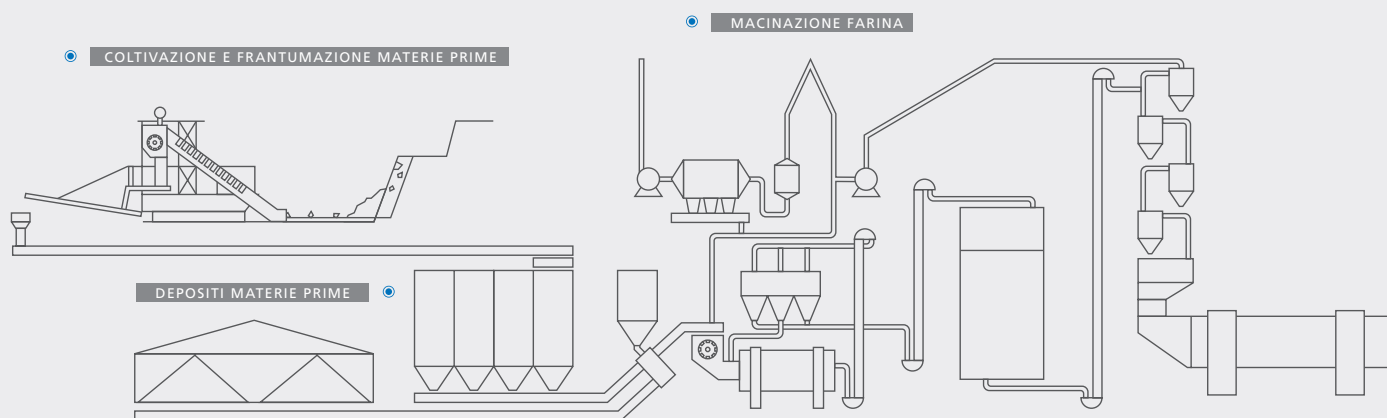 MACINAZIONE FARINA
COLTIVAZIONE E FRANTUMAZIONE MATERIE PRIME
DEPOSITI MATERIE PRIME